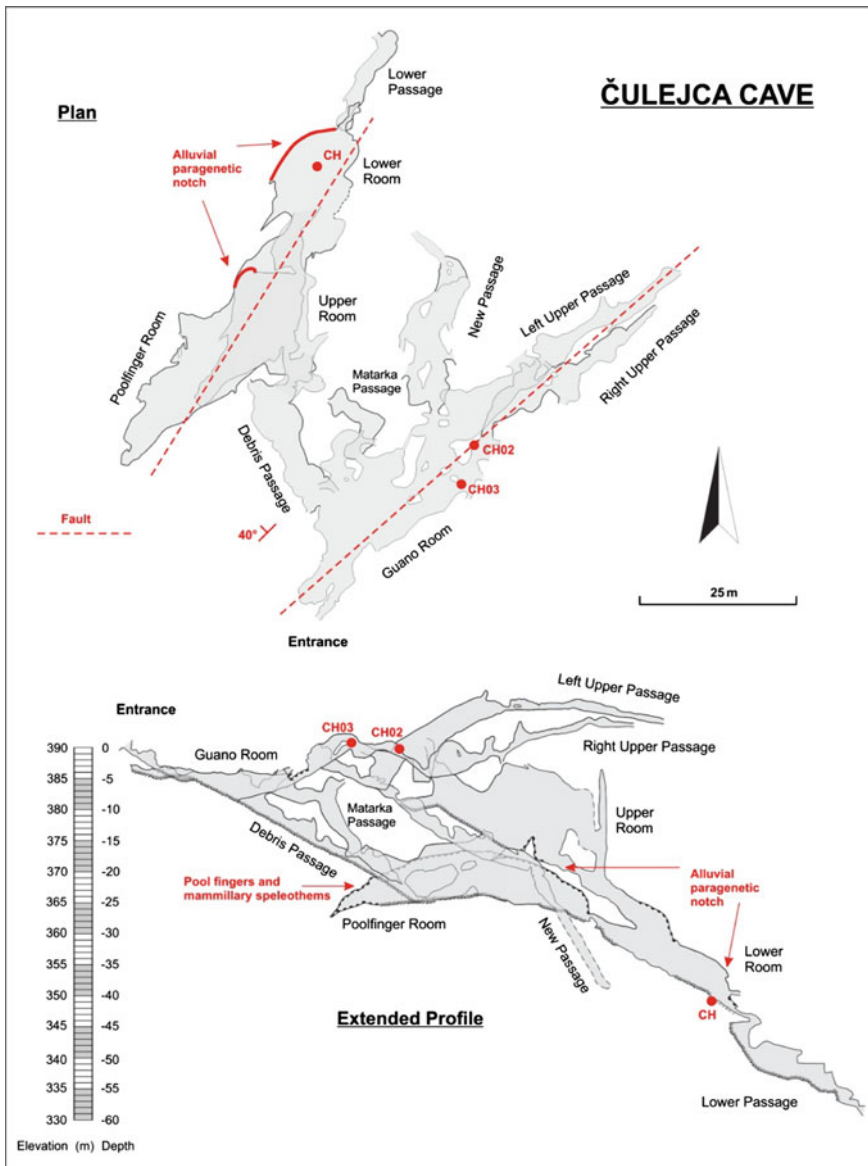 ČULEJCA CAVE
Plan
Lower
Passage
Alluvial
paragenetic
notch
CH
Lower
Room
Poolfinger Room
Upper
Room
New Passage
Left Upper Passage
Right Upper Passage
Matarka
Passage
Debris Passage
CH02
CH03
Fault
40°
Guano Room
25 m
Entrance
Left Upper Passage
Entrance
CH03
CH02
Right Upper Passage
Guano Room
390 0
385 -5
380 -10
375 -15
370 -20
365 -25
360 -30
355 -35
350 -40
345 -45
340 -50
335 -55
330 -60
Elevation (m) Depth
Matarka
Passage
Upper
Room
Debris Passage
Pool fingers and
mammillary speleothems
Alluvial
paragenetic
notch
Poolfinger Room
New Passage
Lower
Room
CH
Extended Profile
Lower Passage